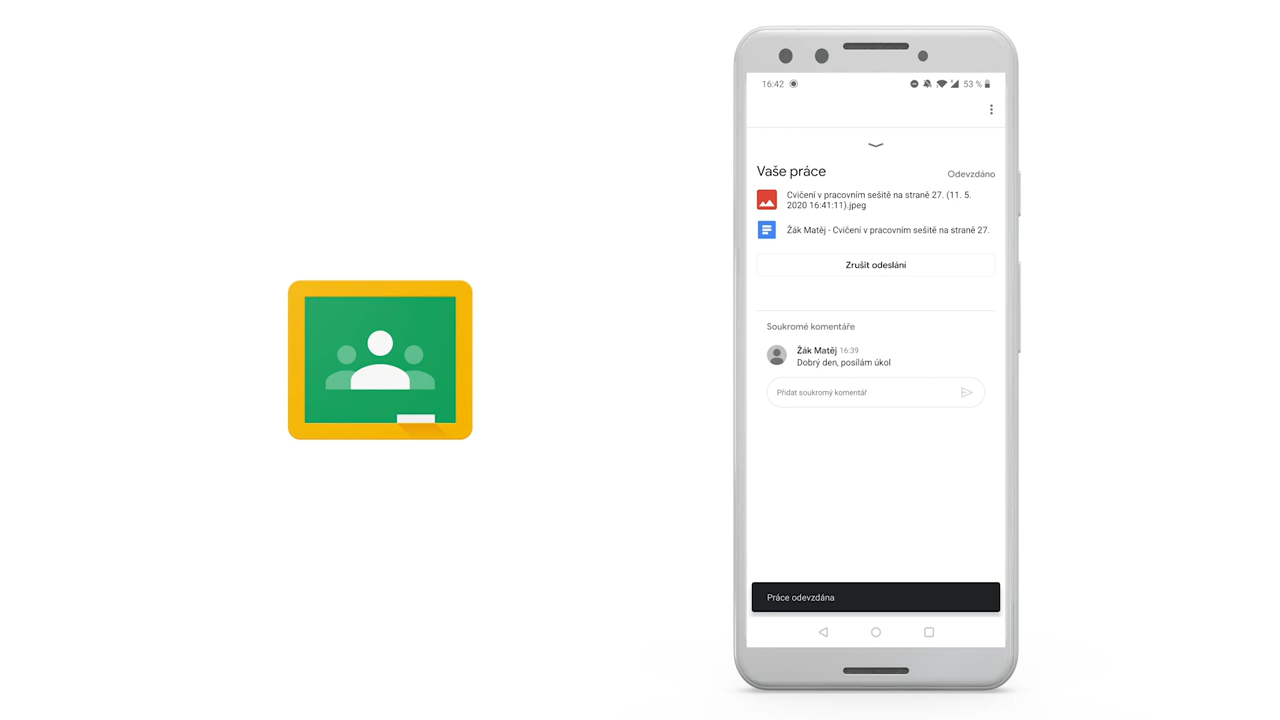 16:42
53 %
Vaše práce
Odevzdáno
Cvičení v pracovním sešitě na straně 27. (11. 5.
2020 16:41:11).jpeg
Žák Matěj - Cvičení v pracovním sešitě na straně 27.
Zrušit odeslání
Soukromé komentáře
Žák Matěj 16:39
Dobrý den, posílám úkol
Přidat soukromý komentář
Práce odevzdána